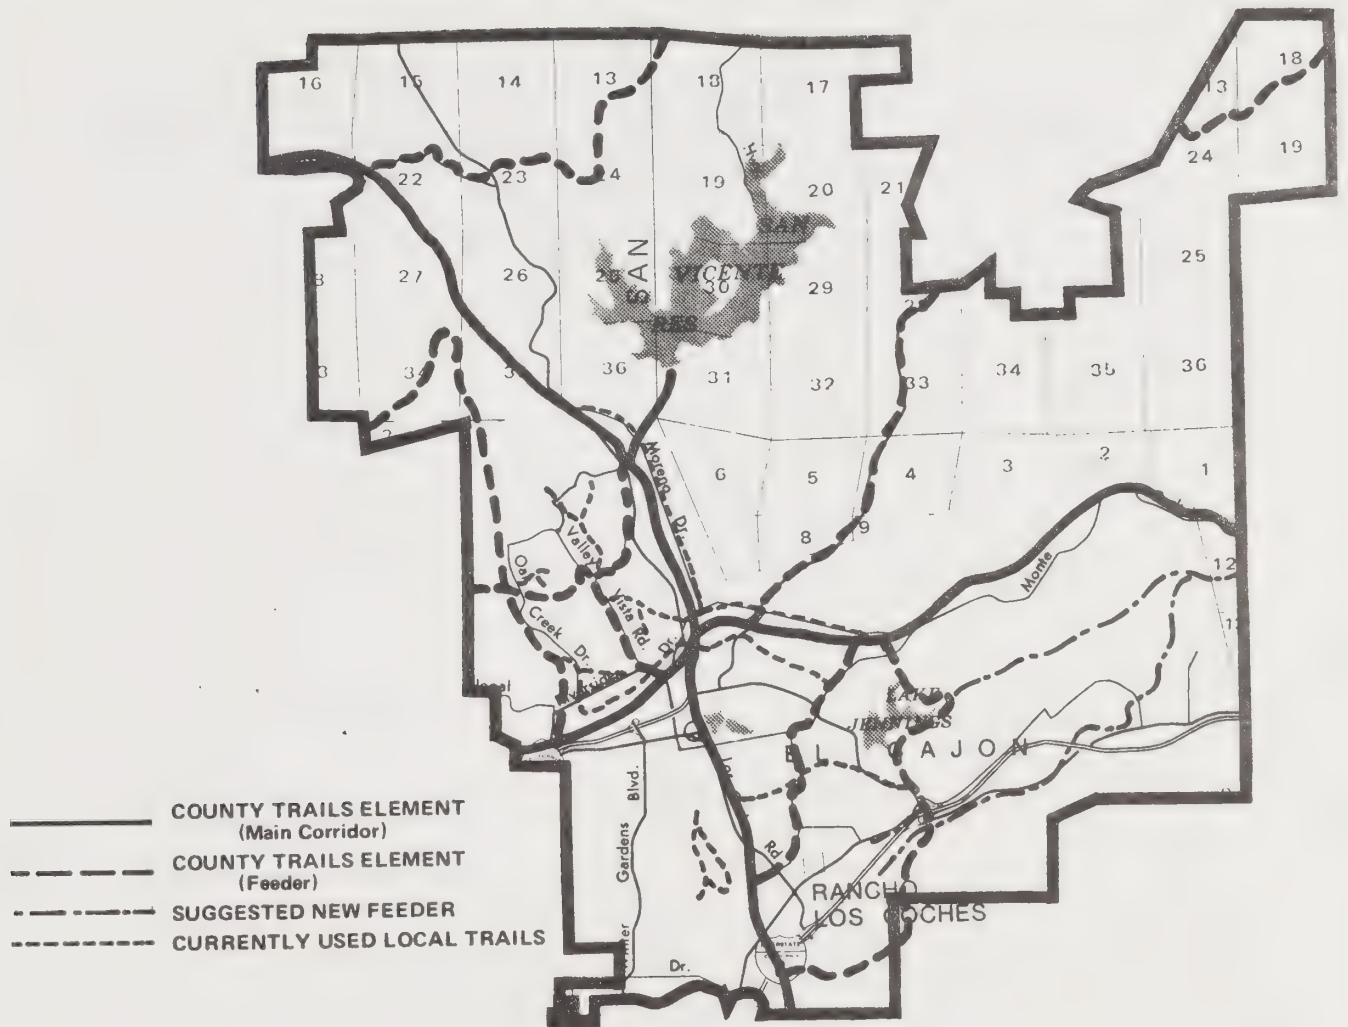 16 15 14 13 18 17 13 18
22 23 24 19 20 21 24 19
27 26 29 25
SAN
VICENTE
30
RES
SAN
34 36 31 32 33 34 35 36
6 5 4 3 2 1
8 9 12
Moreno Dr.
Valley Vista Rd.
Oak Creek Dr.
Riverside Dr.
Monte
LAKE
JENNINGS
EL CAJON
Blvd.
Gardens
Rd
RANCHO
LOS COCHES
Dr.
COUNTY TRAILS ELEMENT
(Main Corridor)
COUNTY TRAILS ELEMENT
(Feeder)
SUGGESTED NEW FEEDER
CURRENTLY USED LOCAL TRAILS